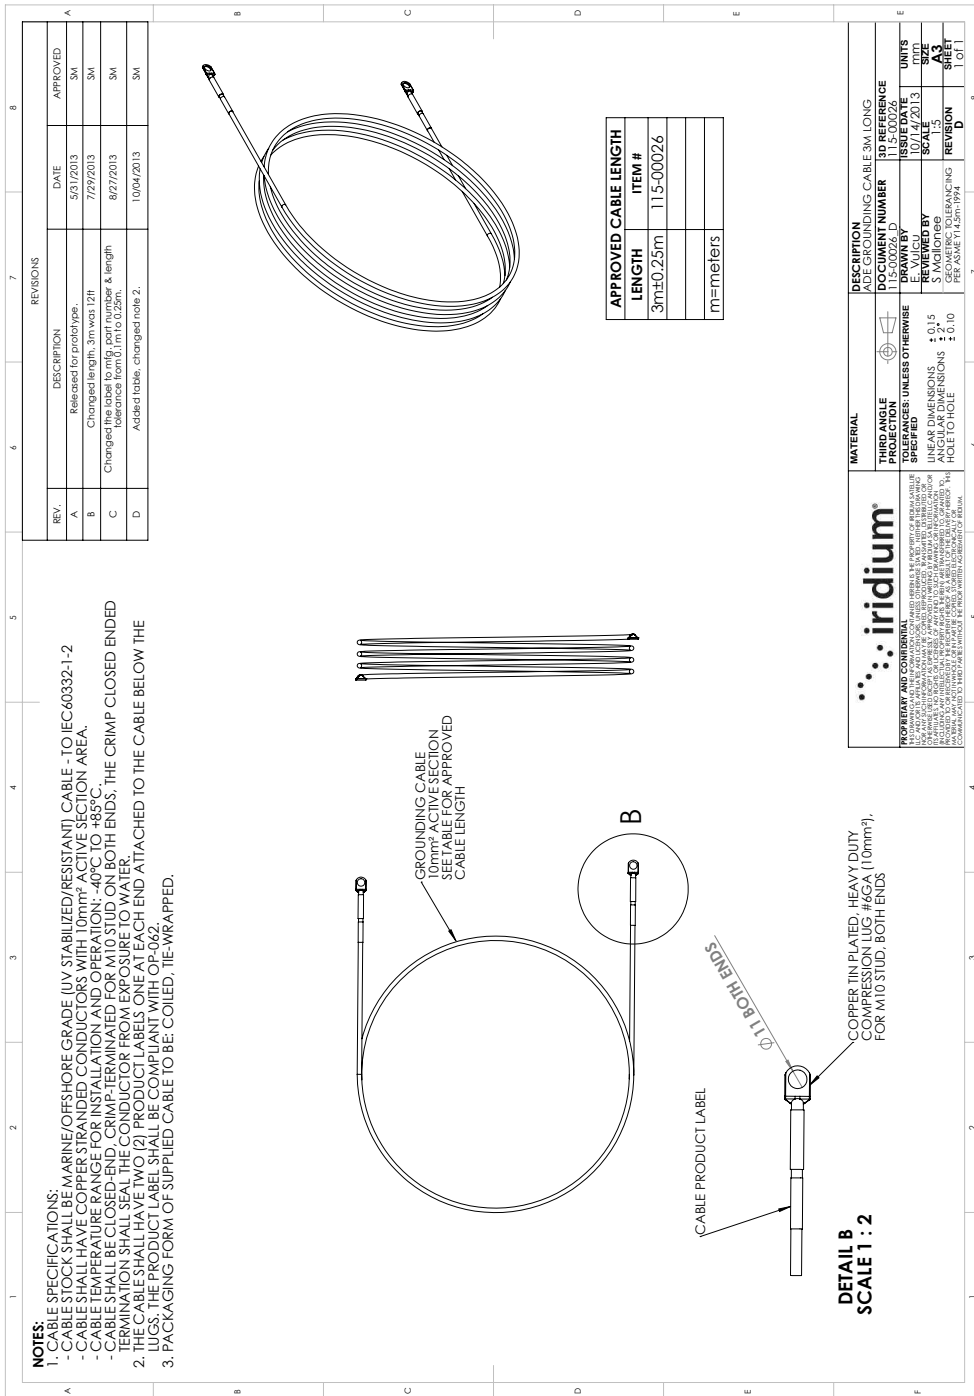 NOTES:
1. CABLE SPECIFICATIONS:
- CABLE STOCK SHALL BE MARINE/OFFSHORE GRADE (UV STABILIZED/RESISTANT) CABLE - TO IEC60332-1-2
- CABLE SHALL HAVE COPPER STRANDED CONDUCTORS WITH 10mm² ACTIVE SECTION AREA.
- CABLE TEMPERATURE RANGE FOR INSTALLATION AND OPERATION: -40°C TO +85°C.
- CABLE SHALL BE CLOSED-END, CRIMP-TERMINATED FOR M10 STUD ON BOTH ENDS, THE CRIMP CLOSED ENDED
TERMINATION SHALL SEAL THE CONDUCTOR FROM EXPOSURE TO WATER.
2. THE CABLE SHALL HAVE TWO (2) PRODUCT LABELS ONE AT EACH END ATTACHED TO THE CABLE BELOW THE
LUGS. THE PRODUCT LABEL SHALL BE COMPLIANT WITH OP-062.
3. PACKAGING FORM OF SUPPLIED CABLE TO BE: COILED, TIE-WRAPPED.
REVISIONS
REV. DESCRIPTION DATE APPROVED
A Released for prototype. 5/31/2013 SM
B Changed length, 3m was 12ft 7/29/2013 SM
C Changed the label to mfg. part number & length
tolerance from 0.1m to 0.25m. 8/27/2013 SM
D Added table, changed note 2. 10/04/2013 SM
GROUNDING CABLE
10mm² ACTIVE SECTION
SEE TABLE FOR APPROVED
CABLE LENGTH
B
APPROVED CABLE LENGTH
LENGTH ITEM #
3m±0.25m 115-00026
m=meters
CABLE PRODUCT LABEL
Ø 11 BOTH ENDS
COPPER TIN PLATED, HEAVY DUTY
COMPRESSION LUG #6GA (10mm²),
FOR M10 STUD, BOTH ENDS
DETAIL B
SCALE 1 : 2
iridium
PROPRIETARY AND CONFIDENTIAL
MATERIAL
THIRD ANGLE
PROJECTION
TOLERANCES: UNLESS OTHERWISE
SPECIFIED
LINEAR DIMENSIONS ± 0.15
ANGULAR DIMENSIONS ± 2°
HOLE TO HOLE ± 0.10
DESCRIPTION
ADE GROUNDING CABLE 3M LONG
DOCUMENT NUMBER
115-00026_D
3D REFERENCE
115-00026
DRAWN BY
E. Vulcu
ISSUE DATE
10/14/2013
UNITS
mm
REVIEWED BY
S Mallonee
SCALE
1:5
SIZE
A3
GEOMETRIC TOLERANCING
PER ASME Y14.5m-1994
REVISION
D
SHEET
1 of 1